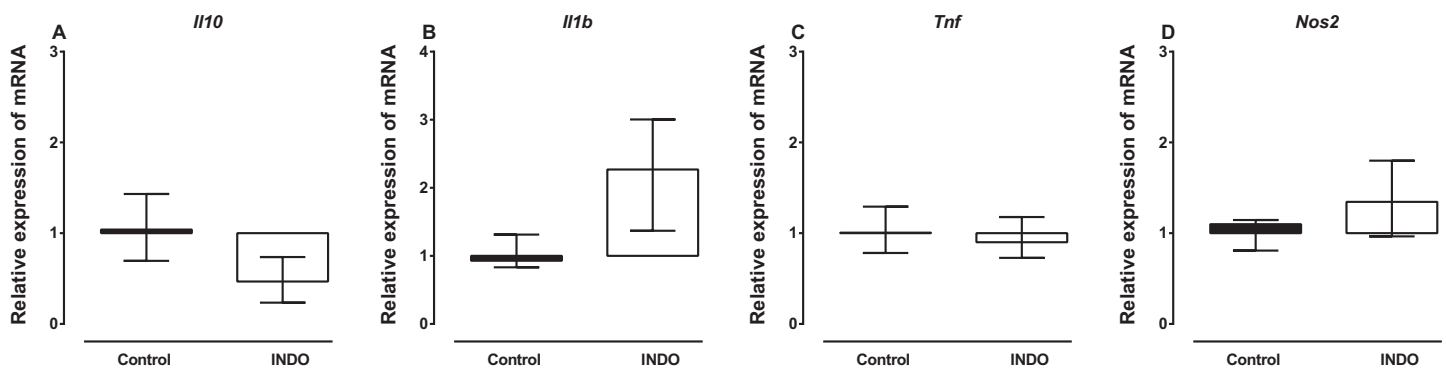 A
Il10
Relative expression of mRNA
3
2
1
0
Control
INDO
B
Il1b
Relative expression of mRNA
4
3
2
1
0
Control
INDO
C
Tnf
Relative expression of mRNA
3
2
1
0
Control
INDO
D
Nos2
Relative expression of mRNA
3
2
1
0
Control
INDO